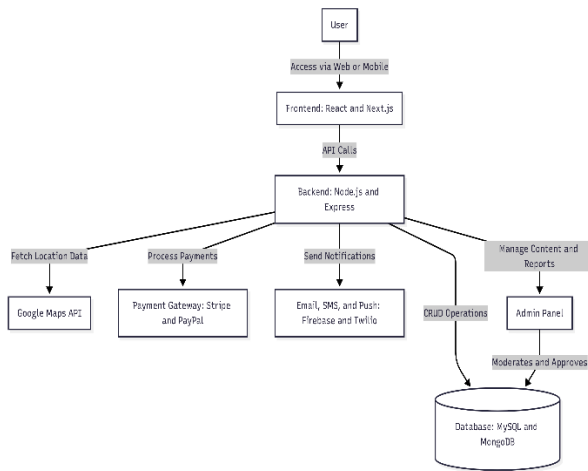 User
Access via Web or Mobile
Frontend: React and Next.js
API Calls
Backend: Node.js and
Express
Fetch Location Data
Process Payments
Send Notifications
Manage Content and
Reports
Google Maps API
Payment Gateway: Stripe
and PayPal
Email, SMS, and Push:
Firebase and Twilio
CRUD Operations
Admin Panel
Moderates and Approves
Database: MySQL and
MongoDB